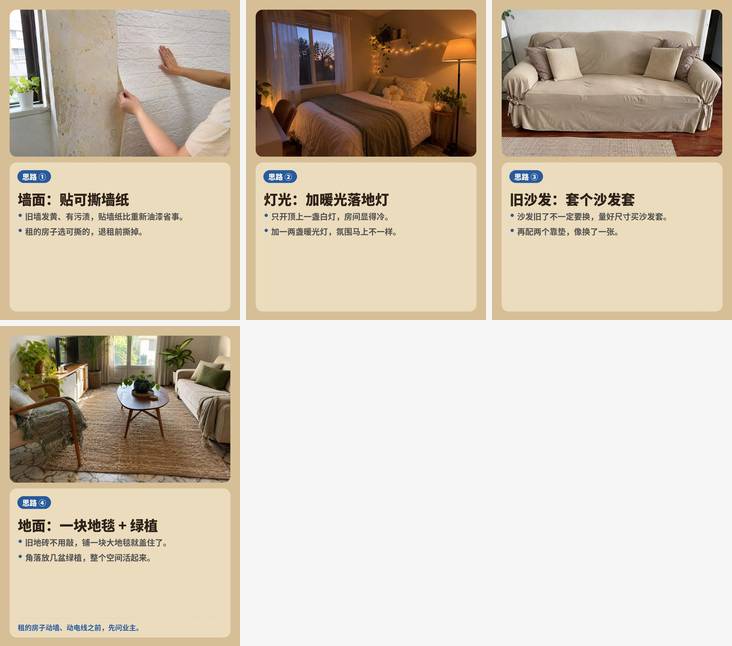 思路 ①
墙面：贴可撕墙纸
• 旧墙发黄、有污渍，贴墙纸比重新油漆省事。
• 租的房子选可撕的，退租前撕掉。
思路 ②
灯光：加暖光落地灯
• 只开顶上一盏白灯，房间显得冷。
• 加一两盏暖光灯，氛围马上不一样。
思路 ③
旧沙发：套个沙发套
• 沙发旧了不一定要换，量好尺寸买沙发套。
• 再配两个靠垫，像换了一张。
思路 ④
地面：一块地毯 + 绿植
• 旧地砖不用敲，铺一块大地毯就盖住了。
• 角落放几盆绿植，整个空间活起来。
租的房子动墙、动电线之前，先问业主。